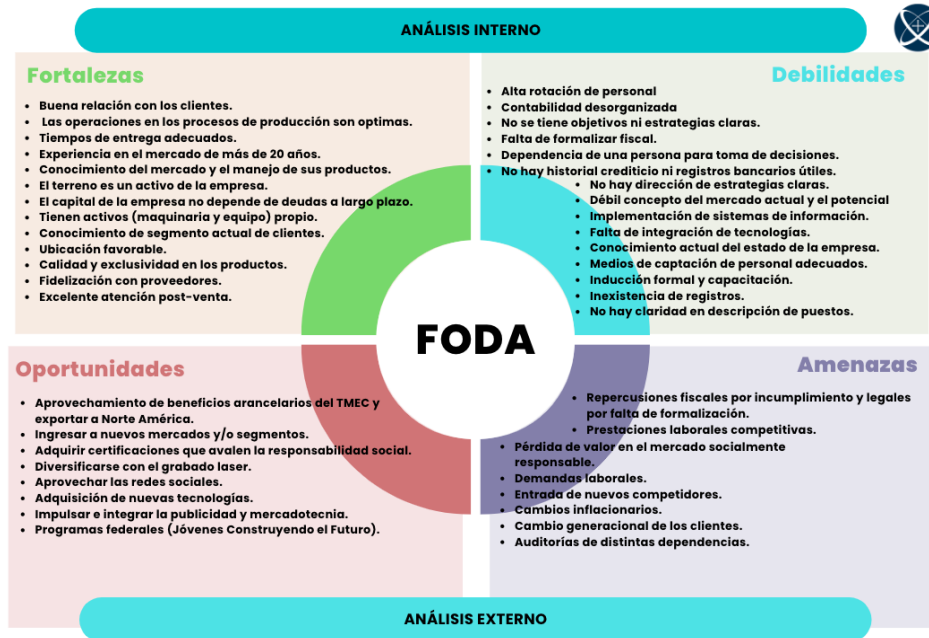 ANÁLISIS INTERNO
Fortalezas
• Buena relación con los clientes.
• Las operaciones en los procesos de producción son optimas.
• Tiempos de entrega adecuados.
• Experiencia en el mercado de más de 20 años.
• Conocimiento del mercado y el manejo de sus productos.
• El terreno es un activo de la empresa.
• El capital de la empresa no depende de deudas a largo plazo.
• Tienen activos (maquinaria y equipo) propio.
• Conocimiento de segmento actual de clientes.
• Ubicación favorable.
• Calidad y exclusividad en los productos.
• Fidelización con proveedores.
• Excelente atención post-venta.
Debilidades
• Alta rotación de personal
• Contabilidad desorganizada
• No se tiene objetivos ni estrategias claras.
• Falta de formalizar fiscal.
• Dependencia de una persona para toma de decisiones.
• No hay historial crediticio ni registros bancarios útiles.
• No hay dirección de estrategias claras.
• Débil concepto del mercado actual y el potencial
• Implementación de sistemas de información.
• Falta de integración de tecnologías.
• Conocimiento actual del estado de la empresa.
• Medios de captación de personal adecuados.
• Inducción formal y capacitación.
• Inexistencia de registros.
• No hay claridad en descripción de puestos.
FODA
Oportunidades
• Aprovechamiento de beneficios arancelarios del TMEC y
exportar a Norte América.
• Ingresar a nuevos mercados y/o segmentos.
• Adquirir certificaciones que avalen la responsabilidad social.
• Diversificarse con el grabado laser.
• Aprovechar las redes sociales.
• Adquisición de nuevas tecnologías.
• Impulsar e integrar la publicidad y mercadotecnia.
• Programas federales (Jóvenes Construyendo el Futuro).
Amenazas
• Repercusiones fiscales por incumplimiento y legales
por falta de formalización.
• Prestaciones laborales competitivas.
• Pérdida de valor en el mercado socialmente
responsable.
• Demandas laborales.
• Entrada de nuevos competidores.
• Cambios inflacionarios.
• Cambio generacional de los clientes.
• Auditorías de distintas dependencias.
ANÁLISIS EXTERNO